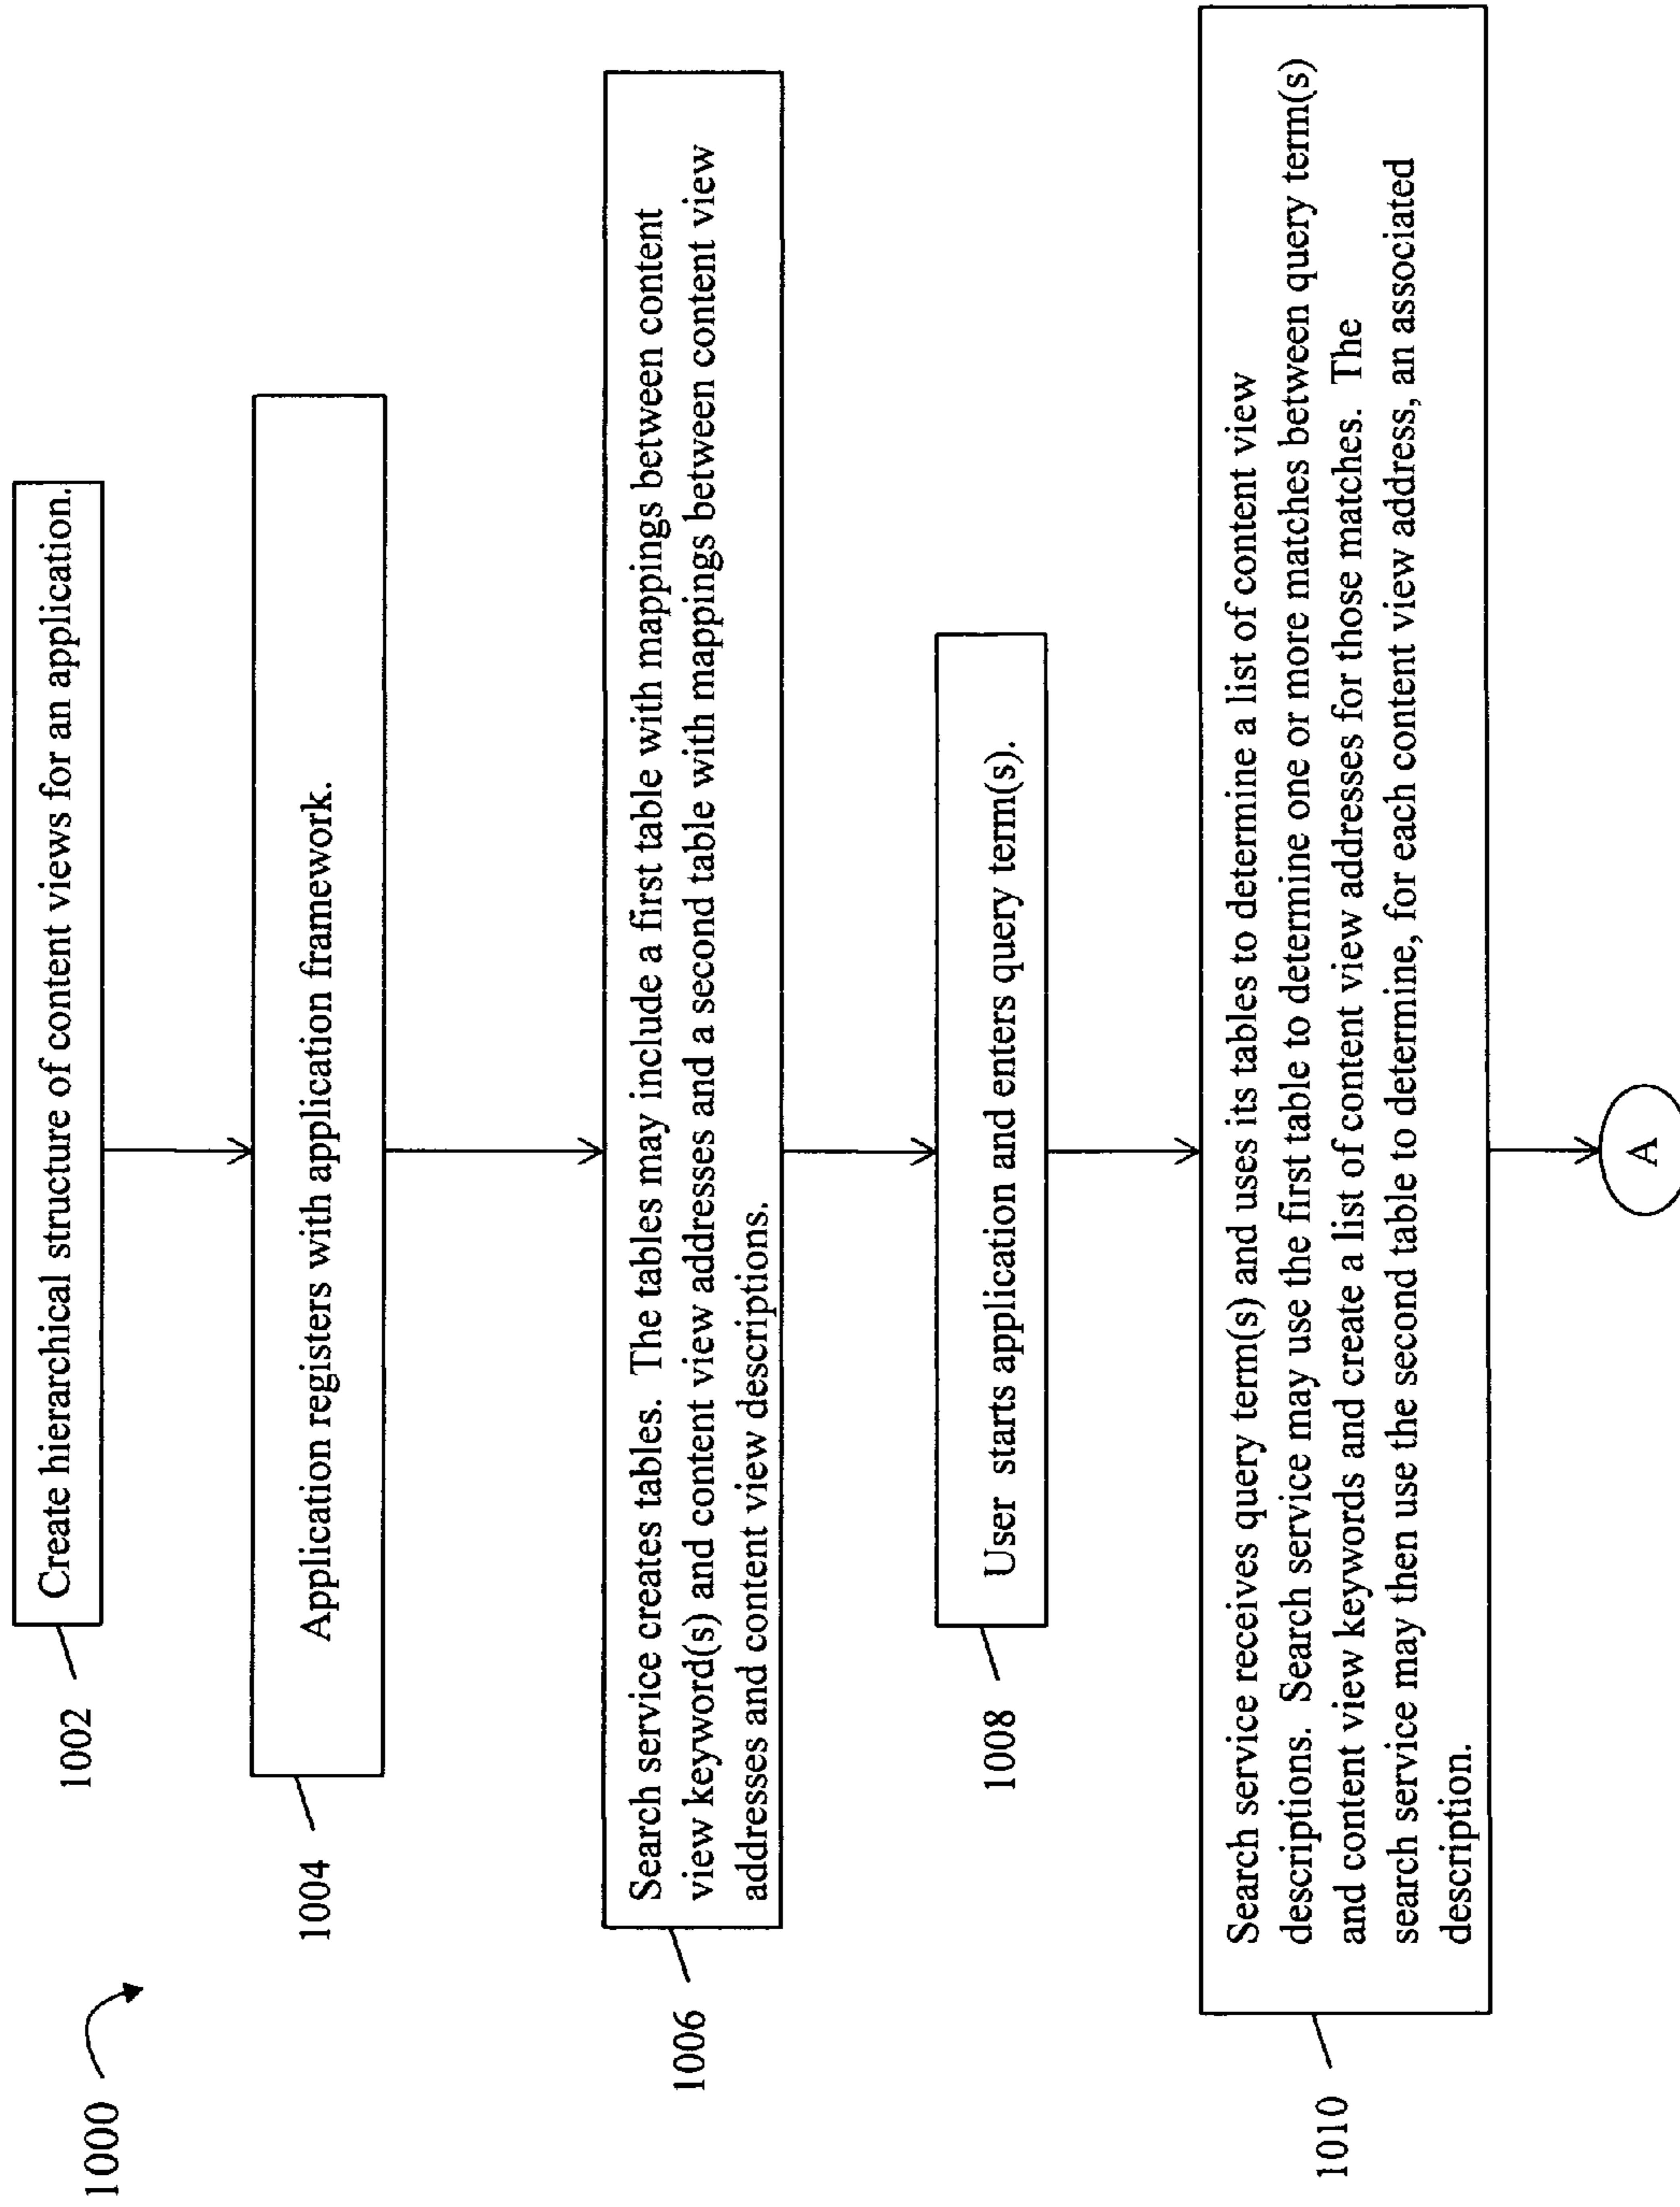 1000
1002
Create hierarchical structure of content views for an application.
1004
Application registers with application framework.
1006
Search service creates tables. The tables may include a first table with mappings between content
view keyword(s) and content view addresses and a second table with mappings between content view
addresses and content view descriptions.
1008
User starts application and enters query term(s).
1010
Search service receives query term(s) and uses its tables to determine a list of content view
descriptions. Search service may use the first table to determine one or more matches between query term(s)
and content view keywords and create a list of content view addresses for those matches. The
search service may then use the second table to determine, for each content view address, an associated
description.
A